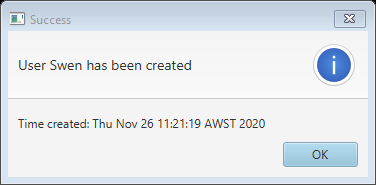 Success
User Swen has been created
Time created: Thu Nov 26 11:21:19 AWST 2020
OK